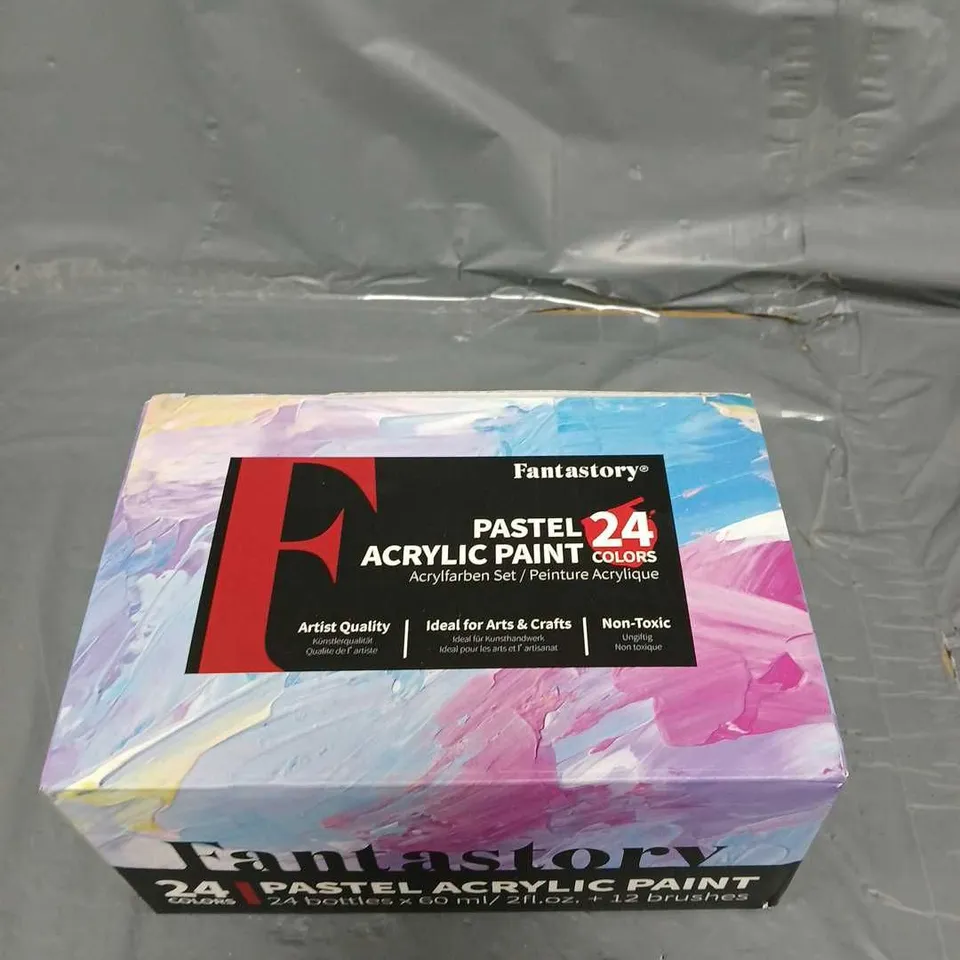 Fantastory®
PASTEL
ACRYLIC PAINT
24
COLORS
Acrylfarben Set / Peinture Acrylique
Artist Quality
Künstlerqualität
Qualite de l' artiste
Ideal for Arts & Crafts
Ideal für Kunsthandwerk
Ideal pour les arts et l' artisanat
Non-Toxic
Ungiftig
Non toxique
Fantastory
24
COLORS
PASTEL ACRYLIC PAINT
24 bottles x 60 ml/ 2fl.oz. + 12 brushes
F